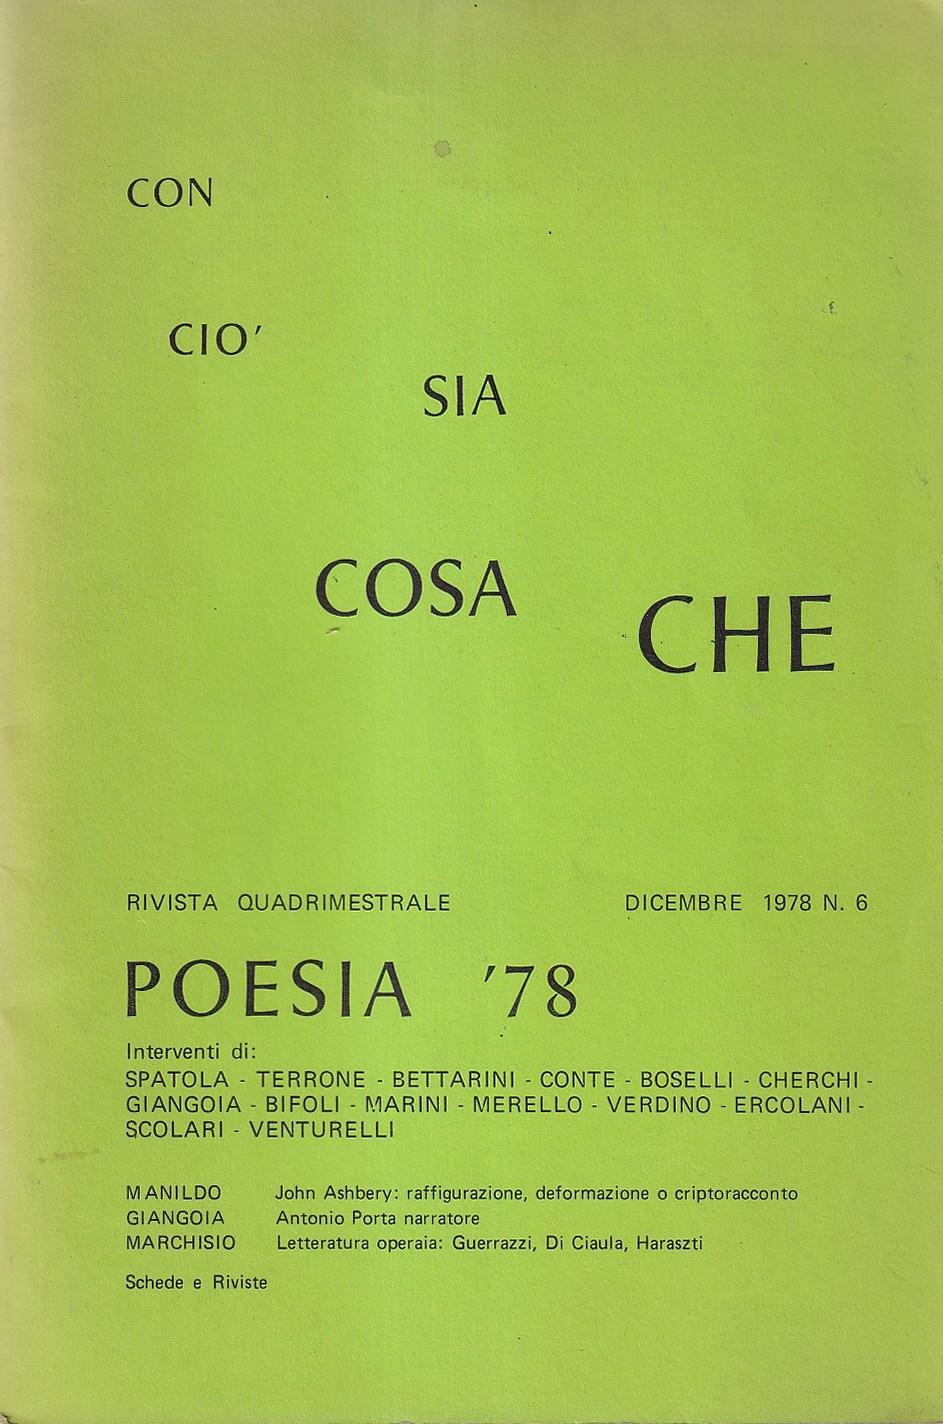 CON
CIO'
SIA
COSA
CHE
RIVISTA QUADRIMESTRALE DICEMBRE 1978 N. 6
POESIA '78
Interventi di:
SPATOLA - TERRONE - BETTARINI - CONTE - BOSELLI - CHERCHI -
GIANGOIA - BIFOLI - MARINI - MERELLO - VERDINO - ERCOLANI -
SCOLARI - VENTURELLI
MANILDO John Ashbery: raffigurazione, deformazione o criptoracconto
GIANGOIA Antonio Porta narratore
MARCHISIO Letteratura operaia: Guerrazzi, Di Ciaula, Haraszti
Schede e Riviste